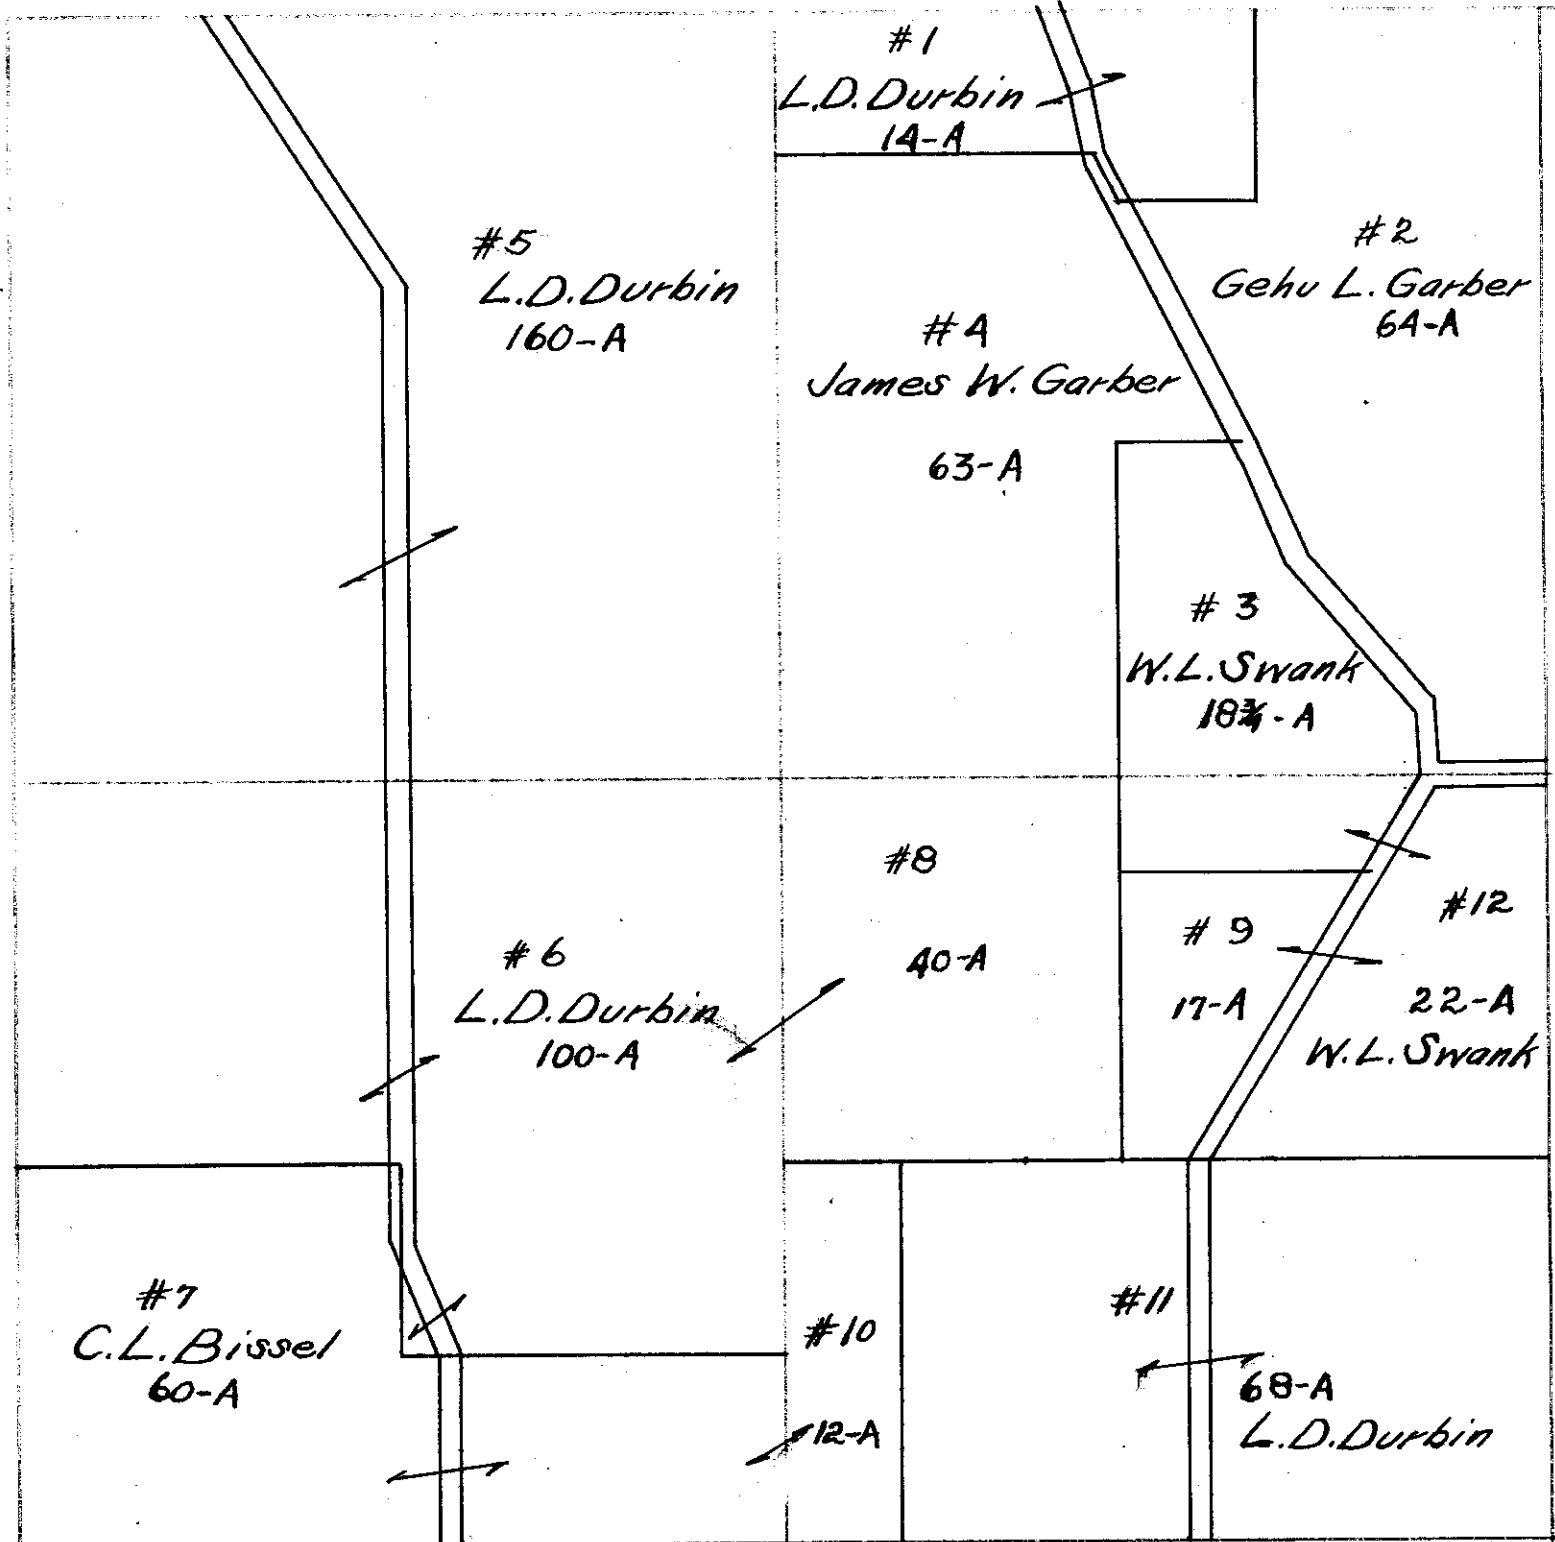 #1
L.D. Durbin
14-A
#2
Gehu L. Garber
64-A
#5
L.D. Durbin
160-A
#4
James W. Garber
63-A
# 3
W.L. Swank
18¾-A
#8
40-A
#12
22-A
W.L. Swank
# 9
17-A
# 6
L.D. Durbin
100-A
#7
C.L. Bissel
60-A
#10
12-A
#11
68-A
L.D. Durbin